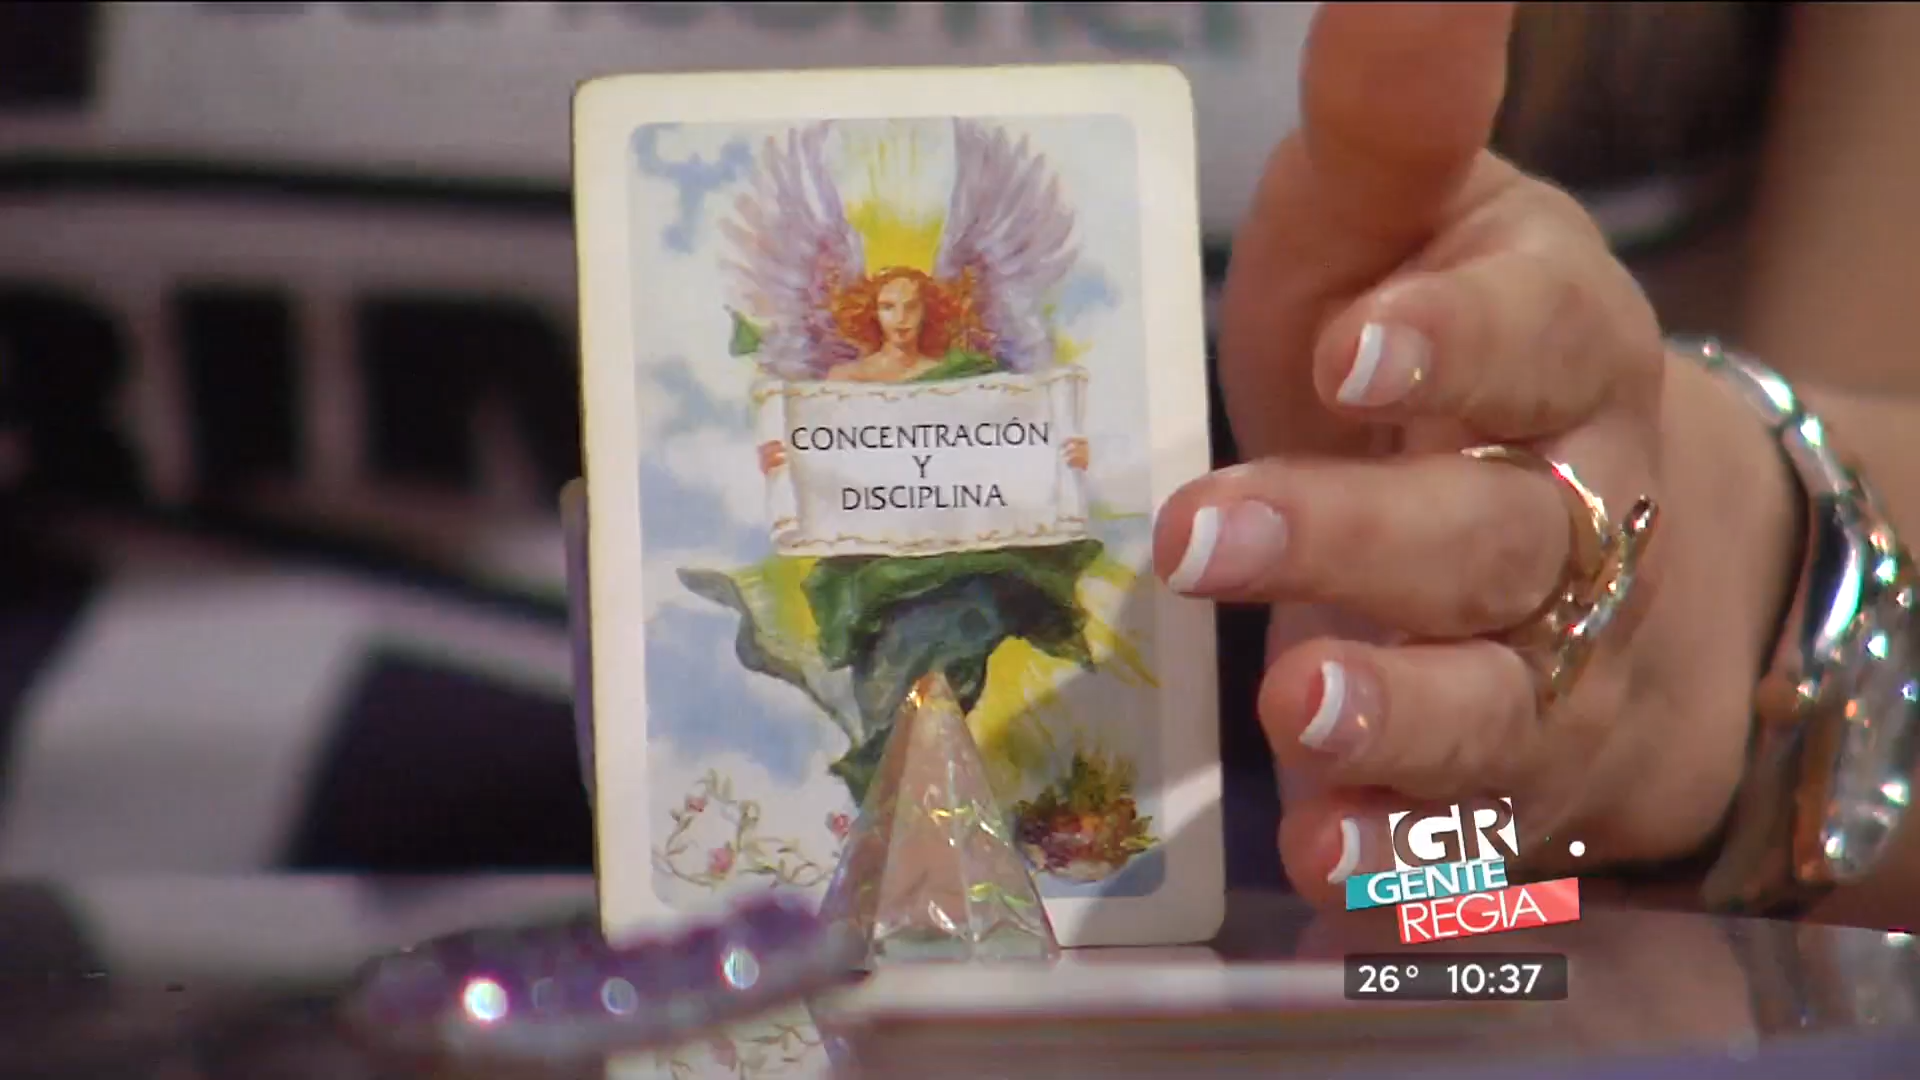 CONCENTRACIÓN
Y
DISCIPLINA
GR
GENTE
REGIA
26° 10:37